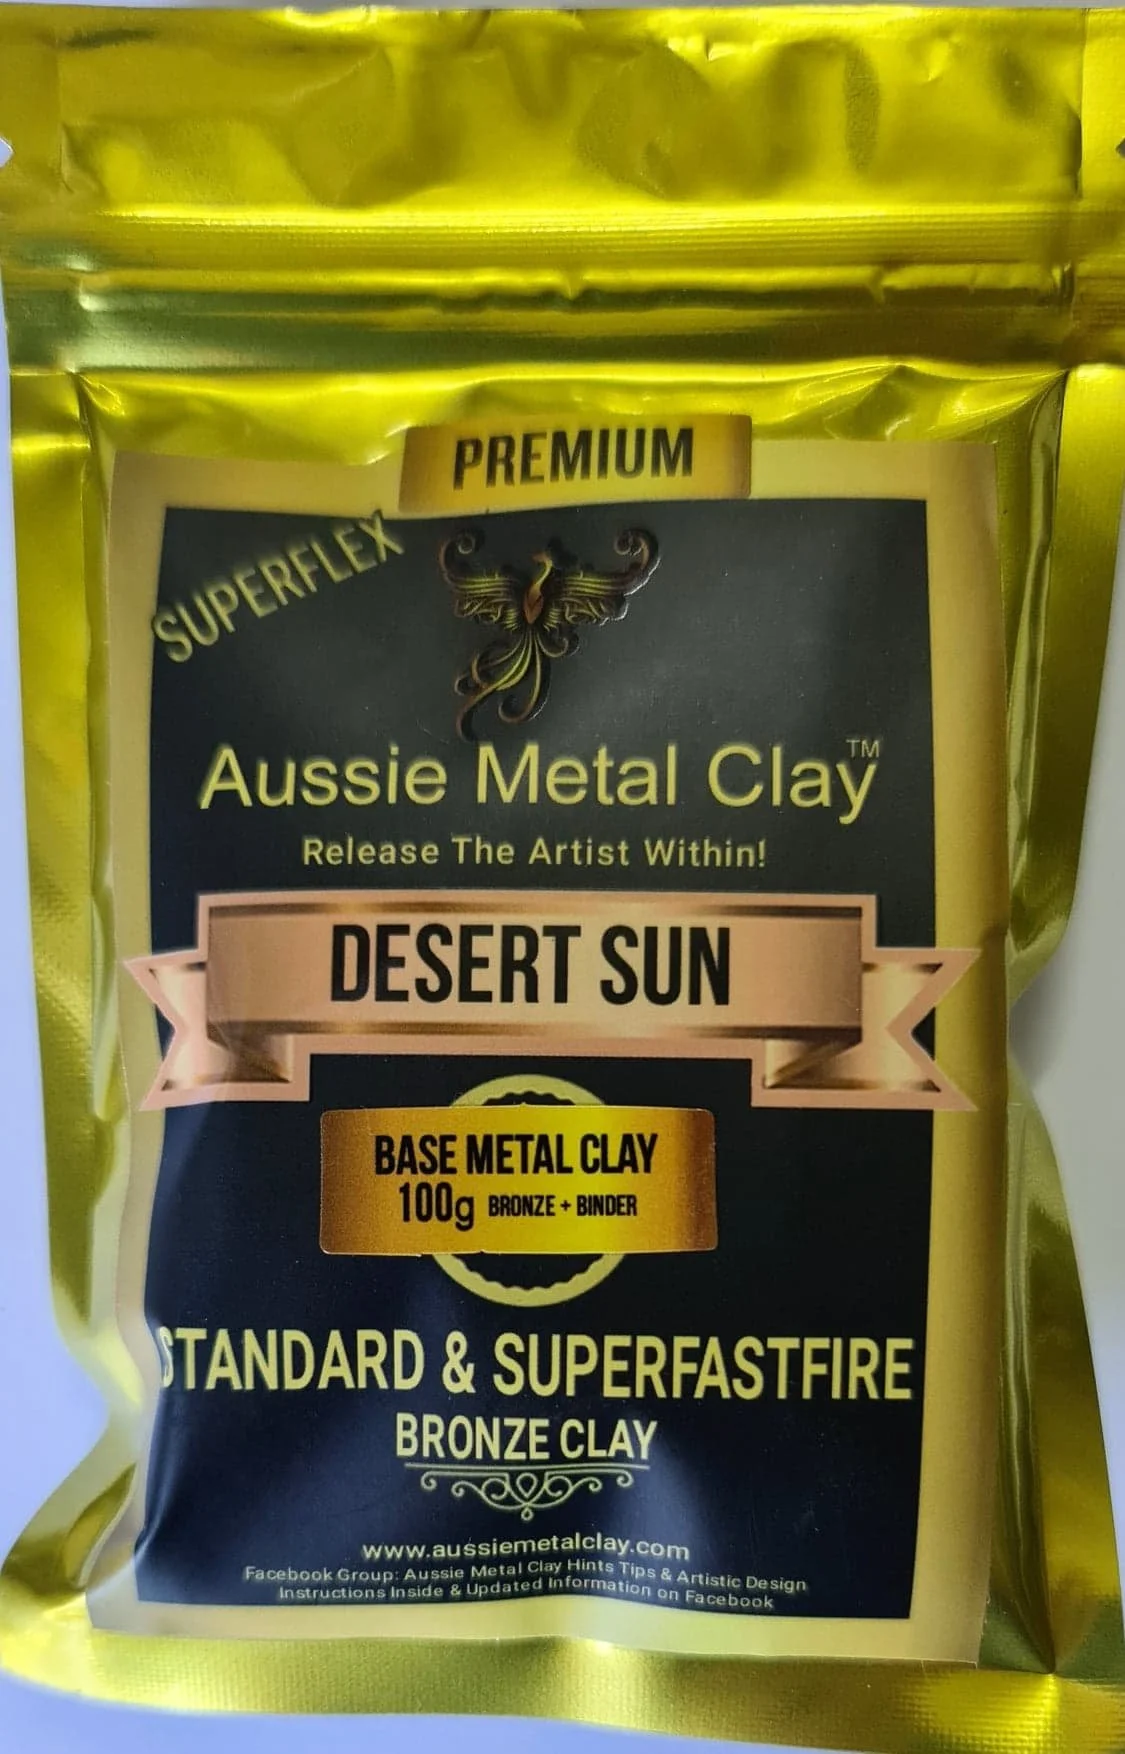 PREMIUM
SUPERFLEX
Aussie Metal Clay™
Release The Artist Within!
DESERT SUN
BASE METAL CLAY
100g BRONZE + BINDER
STANDARD & SUPERFASTFIRE
BRONZE CLAY
www.aussiemetalclay.com
Facebook Group: Aussie Metal Clay Hints Tips & Artistic Design
Instructions Inside & Updated Information on Facebook